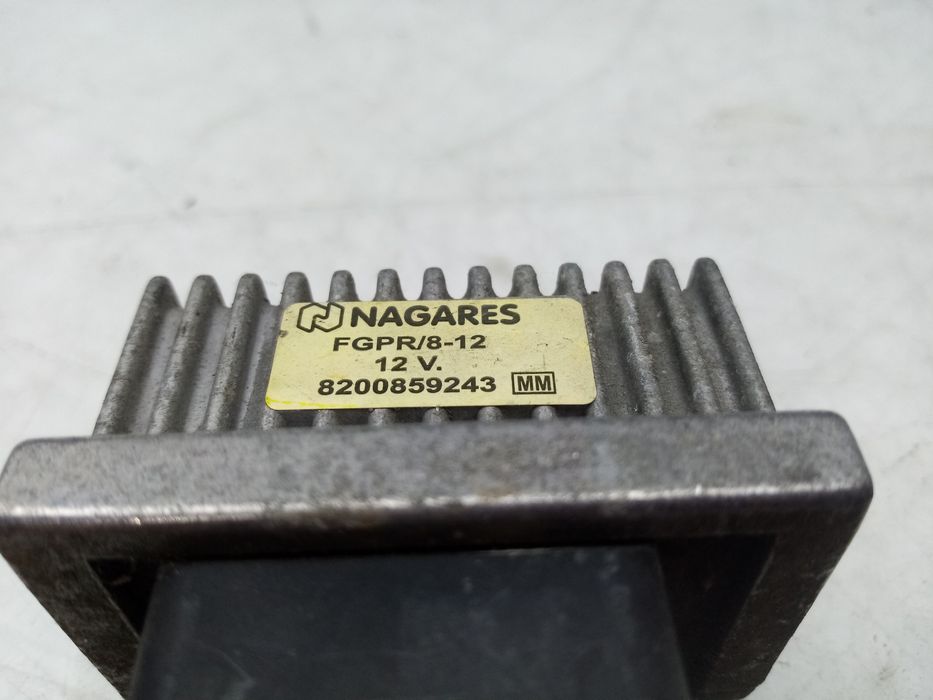 NAGARES
FGPR/8-12
12 V.
8200859243 MM